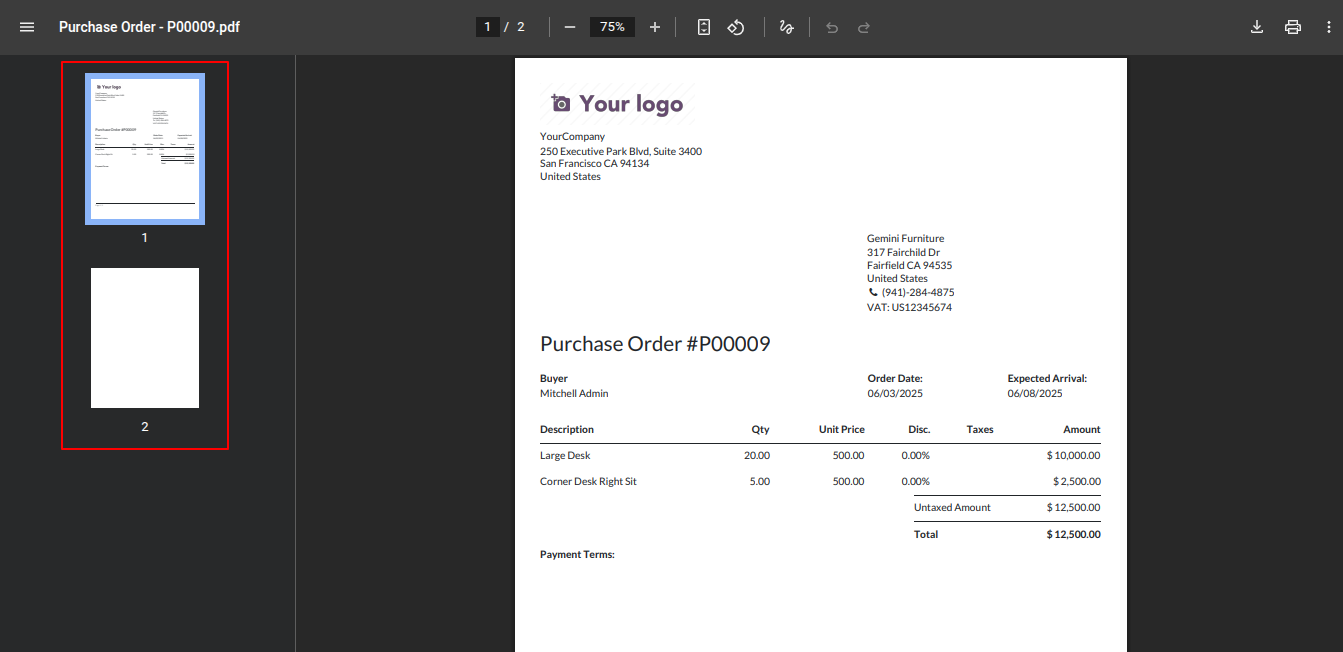 Purchase Order - P00009.pdf
1 / 2
75%
1
2
Your logo
YourCompany
250 Executive Park Blvd, Suite 3400
San Francisco CA 94134
United States
Gemini Furniture
317 Fairchild Dr
Fairfield CA 94535
United States
(941)-284-4875
VAT: US12345674
Purchase Order #P00009
Buyer Order Date: Expected Arrival:
Mitchell Admin 06/03/2025 06/08/2025
Description Qty Unit Price Disc. Taxes Amount
Large Desk 20.00 500.00 0.00% $ 10,000.00
Corner Desk Right Sit 5.00 500.00 0.00% $ 2,500.00
Untaxed Amount $ 12,500.00
Total $ 12,500.00
Payment Terms: